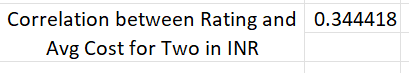 Correlation between Rating and 0.344418
Avg Cost for Two in INR